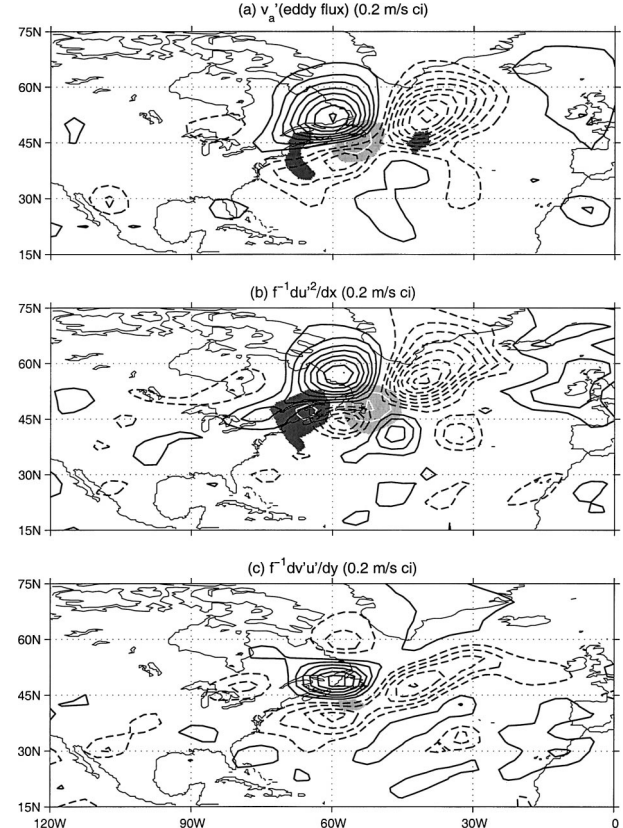 (a) vₐ'(eddy flux) (0.2 m/s ci)
75N
60N
45N
30N
15N
(b) f⁻¹du'²/dx (0.2 m/s ci)
75N
60N
45N
30N
15N
(c) f⁻¹dv'u'/dy (0.2 m/s ci)
75N
60N
45N
30N
15N
120W 90W 60W 30W 0